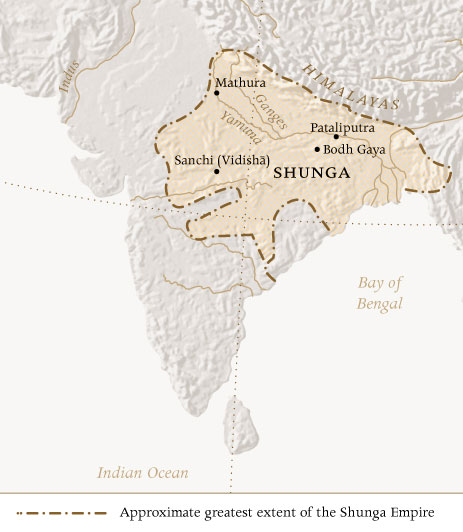 HIMALAYAS
Indus
Mathura
Ganges
Yamuna
Pataliputra
Bodh Gaya
Sanchi (Vidisha)
SHUNGA
Bay of
Bengal
Indian Ocean
Approximate greatest extent of the Shunga Empire